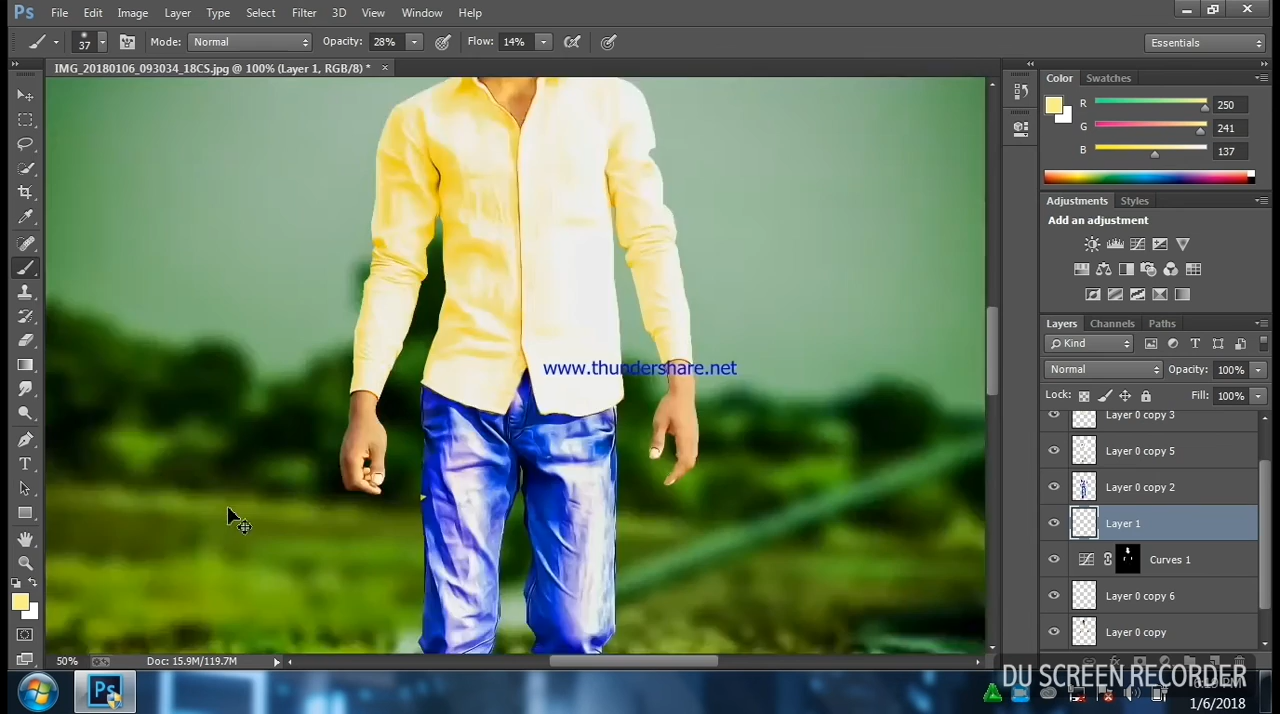 Ps File Edit Image Layer Type Select Filter 3D View Window Help
37 Mode: Normal Opacity: 28% Flow: 14% Essentials
IMG_20180106_093034_18CS.jpg @ 100% (Layer 1, RGB/8) * ×
Color Swatches
R 250
G 241
B 137
Adjustments Styles
Add an adjustment
Layers Channels Paths
Kind
Normal Opacity: 100%
Lock: Fill: 100%
Layer 0 copy 3
Layer 0 copy 5
Layer 0 copy 2
Layer 1
Curves 1
Layer 0 copy 6
Layer 0 copy
www.thundershare.net
50% Doc: 15.9M/119.7M
DU SCREEN RECORDER
Ps
1/6/2018